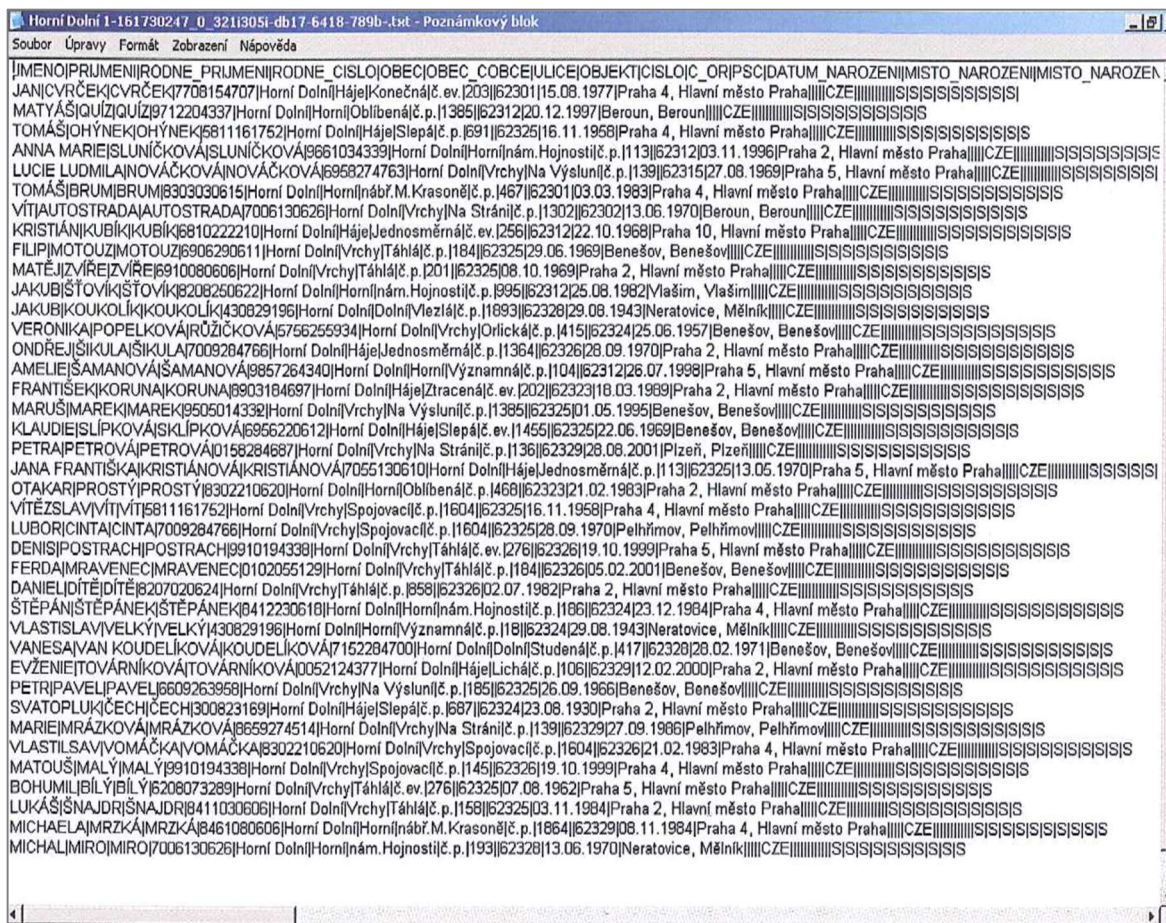 Horní Dolní 1-161730247_0_321i305i-db17-6418-789b-.txt - Poznámkový blok
Soubor Úpravy Formát Zobrazení Nápověda
JMENO|PRIJMENI|RODNE_PRIJMENI|RODNE_CISLO|OBEC|OBEC_COBCE|ULICE|OBJEKT|CISLO|C_OR|PSC|DATUM_NAROZENI|MISTO_NAROZENI|MISTO_NAROZEN
JAN|CVRČEK|CVRČEK|7708154707|Horní Dolní|Háje|Konečná|č.ev.|203||62301|15.08.1977|Praha 4, Hlavní město Praha|||||CZE|||||||||||S|S|S|S|S|S|S|S|S|
MATYÁŠ|QUÍZ|QUÍZ|9712204337|Horní Dolní|Horní|Oblíbená|č.p.|1385||62312|20.12.1997|Beroun, Beroun|||||CZE|||||||||||S|S|S|S|S|S|S|S|S|S
TOMÁŠ|OHÝNEK|OHÝNEK|5811161752|Horní Dolní|Háje|Slepá|č.p.|691||62325|16.11.1958|Praha 4, Hlavní město Praha|||||CZE|||||||||||S|S|S|S|S|S|S|S|S|S
ANNA MARIE|SLUNÍČKOVÁ|SLUNÍČKOVÁ|9661034339|Horní Dolní|Horní|nám.Hojnosti|č.p.|113||62312|03.11.1996|Praha 2, Hlavní město Praha|||||CZE|||||||||||S|S|S|S|S|S|S|S
LUCIE LUDMILA|NOVÁČKOVÁ|NOVÁČKOVÁ|6958274763|Horní Dolní|Vrchy|Na Výsluní|č.p.|139||62315|27.08.1969|Praha 5, Hlavní město Praha|||||CZE|||||||||||S|S|S|S|S|S|S|S|
TOMÁŠ|BRUM|BRUM|8303030615|Horní Dolní|Horní|nábř.M.Krasoně|č.p.|467||62301|03.03.1983|Praha 4, Hlavní město Praha|||||CZE|||||||||||S|S|S|S|S|S|S|S|S|S
VÍT|AUTOSTRADA|AUTOSTRADA|7006130626|Horní Dolní|Vrchy|Na Stráni|č.p.|1302||62302|13.06.1970|Beroun, Beroun|||||CZE|||||||||||S|S|S|S|S|S|S|S|S|S
KRISTIÁN|KUBÍK|KUBÍK|6810222210|Horní Dolní|Háje|Jednosměrná|č.ev.|256||62312|22.10.1968|Praha 10, Hlavní město Praha|||||CZE|||||||||||S|S|S|S|S|S|S|S|S|S
FILIP|MOTOUZ|MOTOUZ|6906290611|Horní Dolní|Vrchy|Táhlá|č.p.|184||62325|29.06.1969|Benešov, Benešov|||||CZE|||||||||||S|S|S|S|S|S|S|S|S|S
MATĚJ|ZVÍŘE|ZVÍŘE|6910080606|Horní Dolní|Vrchy|Táhlá|č.p.|201||62325|08.10.1969|Praha 2, Hlavní město Praha|||||CZE|||||||||||S|S|S|S|S|S|S|S|S|S
JAKUB|ŠŤOVÍK|ŠŤOVÍK|8208250622|Horní Dolní|Horní|nám.Hojnosti|č.p.|995||62312|25.08.1982|Vlašim, Vlašim|||||CZE|||||||||||S|S|S|S|S|S|S|S|S|S
JAKUB|KOUKOLÍK|KOUKOLÍK|430829196|Horní Dolní|Dolní|Vlezlá|č.p.|1893||62328|29.08.1943|Neratovice, Mělník|||||CZE|||||||||||S|S|S|S|S|S|S|S|S|S
VERONIKA|POPELKOVÁ|RŮŽIČKOVÁ|5756255934|Horní Dolní|Vrchy|Orlická|č.p.|415||62324|25.06.1957|Benešov, Benešov|||||CZE|||||||||||S|S|S|S|S|S|S|S|S|S
ONDŘEJ|ŠIKULA|ŠIKULA|7009284766|Horní Dolní|Háje|Jednosměrná|č.p.|1364||62326|28.09.1970|Praha 2, Hlavní město Praha|||||CZE|||||||||||S|S|S|S|S|S|S|S|S|S
AMELIE|ŠAMANOVÁ|ŠAMANOVÁ|9857264340|Horní Dolní|Horní|Významná|č.p.|104||62312|26.07.1998|Praha 5, Hlavní město Praha|||||CZE|||||||||||S|S|S|S|S|S|S|S|S|S
FRANTIŠEK|KORUNA|KORUNA|8903184697|Horní Dolní|Háje|Ztracená|č.ev.|202||62323|18.03.1989|Praha 2, Hlavní město Praha|||||CZE|||||||||||S|S|S|S|S|S|S|S|S|S
MARUŠ|MAREK|MAREK|9505014332|Horní Dolní|Vrchy|Na Výsluní|č.p.|1385||62325|01.05.1995|Benešov, Benešov|||||CZE|||||||||||S|S|S|S|S|S|S|S|S|S
KLAUDIE|SLÍPKOVÁ|SKLÍPKOVÁ|6956220612|Horní Dolní|Háje|Slepá|č.ev.|1455||62325|22.06.1969|Benešov, Benešov|||||CZE|||||||||||S|S|S|S|S|S|S|S|S|S
PETRA|PETROVÁ|PETROVÁ|0158284687|Horní Dolní|Vrchy|Na Stráni|č.p.|136||62329|28.08.2001|Plzeň, Plzeň|||||CZE|||||||||||S|S|S|S|S|S|S|S|S|S
JANA FRANTIŠKA|KRISTIÁNOVÁ|KRISTIÁNOVÁ|7055130610|Horní Dolní|Háje|Jednosměrná|č.p.|113||62325|13.05.1970|Praha 5, Hlavní město Praha|||||CZE|||||||||||S|S|S|S|
OTAKAR|PROSTÝ|PROSTÝ|8302210620|Horní Dolní|Horní|Oblíbená|č.p.|468||62323|21.02.1983|Praha 2, Hlavní město Praha|||||CZE|||||||||||S|S|S|S|S|S|S|S|S|S
VÍTĚZSLAV|VÍT|VÍT|5811161752|Horní Dolní|Vrchy|Spojovací|č.p.|1604||62325|16.11.1958|Praha 4, Hlavní město Praha|||||CZE|||||||||||S|S|S|S|S|S|S|S|S|S
LUBOR|CINTA|CINTA|7009284766|Horní Dolní|Vrchy|Spojovací|č.p.|1604||62325|28.09.1970|Pelhřimov, Pelhřimov|||||CZE|||||||||||S|S|S|S|S|S|S|S|S|S
DENIS|POSTRACH|POSTRACH|9910194338|Horní Dolní|Vrchy|Táhlá|č.ev.|276||62326|19.10.1999|Praha 5, Hlavní město Praha|||||CZE|||||||||||S|S|S|S|S|S|S|S|S|S
FERDA|MRAVENEC|MRAVENEC|0102055129|Horní Dolní|Vrchy|Táhlá|č.p.|184||62326|05.02.2001|Benešov, Benešov|||||CZE|||||||||||S|S|S|S|S|S|S|S|S|S
DANIEL|DÍTĚ|DÍTĚ|8207020624|Horní Dolní|Vrchy|Táhlá|č.p.|858||62326|02.07.1982|Praha 2, Hlavní město Praha|||||CZE|||||||||||S|S|S|S|S|S|S|S|S|S
ŠTĚPÁN|ŠTĚPÁNEK|ŠTĚPÁNEK|8412230618|Horní Dolní|Horní|nám.Hojnosti|č.p.|186||62324|23.12.1984|Praha 4, Hlavní město Praha|||||CZE|||||||||||S|S|S|S|S|S|S|S|S|S
VLASTISLAV|VELKÝ|VELKÝ|430829196|Horní Dolní|Horní|Významná|č.p.|18||62324|29.08.1943|Neratovice, Mělník|||||CZE|||||||||||S|S|S|S|S|S|S|S|S|S
VANESA|VAN KOUDELÍKOVÁ|KOUDELÍKOVÁ|7152284700|Horní Dolní|Dolní|Studená|č.p.|417||62328|28.02.1971|Benešov, Benešov|||||CZE|||||||||||S|S|S|S|S|S|S|S|S|S
EVŽENIE|TOVÁRNÍKOVÁ|TOVÁRNÍKOVÁ|0052124377|Horní Dolní|Háje|Lichá|č.p.|106||62329|12.02.2000|Praha 2, Hlavní město Praha|||||CZE|||||||||||S|S|S|S|S|S|S|S|S|S
PETR|PAVEL|PAVEL|6609263958|Horní Dolní|Vrchy|Na Výsluní|č.p.|185||62325|26.09.1966|Benešov, Benešov|||||CZE|||||||||||S|S|S|S|S|S|S|S|S|S
SVATOPLUK|ČECH|ČECH|300823169|Horní Dolní|Háje|Slepá|č.p.|687||62324|23.08.1930|Praha 2, Hlavní město Praha|||||CZE|||||||||||S|S|S|S|S|S|S|S|S|S
MARIE|MRÁZKOVÁ|MRÁZKOVÁ|8659274514|Horní Dolní|Vrchy|Na Stráni|č.p.|139||62329|27.09.1986|Pelhřimov, Pelhřimov|||||CZE|||||||||||S|S|S|S|S|S|S|S|S|S
VLASTILSAV|VOMÁČKA|VOMÁČKA|8302210620|Horní Dolní|Vrchy|Spojovací|č.p.|1604||62326|21.02.1983|Praha 4, Hlavní město Praha|||||CZE|||||||||||S|S|S|S|S|S|S|S|S|S
MATOUŠ|MALÝ|MALÝ|9910194338|Horní Dolní|Vrchy|Spojovací|č.p.|145||62326|19.10.1999|Praha 4, Hlavní město Praha|||||CZE|||||||||||S|S|S|S|S|S|S|S|S|S
BOHUMIL|BÍLÝ|BÍLÝ|6208073289|Horní Dolní|Vrchy|Táhlá|č.ev.|276||62325|07.08.1962|Praha 5, Hlavní město Praha|||||CZE|||||||||||S|S|S|S|S|S|S|S|S|S
LUKÁŠ|ŠNAJDR|ŠNAJDR|8411030606|Horní Dolní|Vrchy|Táhlá|č.p.|158||62325|03.11.1984|Praha 2, Hlavní město Praha|||||CZE|||||||||||S|S|S|S|S|S|S|S|S|S
MICHAELA|MRZKÁ|MRZKÁ|8461080606|Horní Dolní|Horní|nábř.M.Krasoně|č.p.|1864||62329|08.11.1984|Praha 4, Hlavní město Praha|||||CZE|||||||||||S|S|S|S|S|S|S|S|S|S
MICHAL|MIRO|MIRO|7006130626|Horní Dolní|Horní|nám.Hojnosti|č.p.|193||62328|13.06.1970|Neratovice, Mělník|||||CZE|||||||||||S|S|S|S|S|S|S|S|S|S